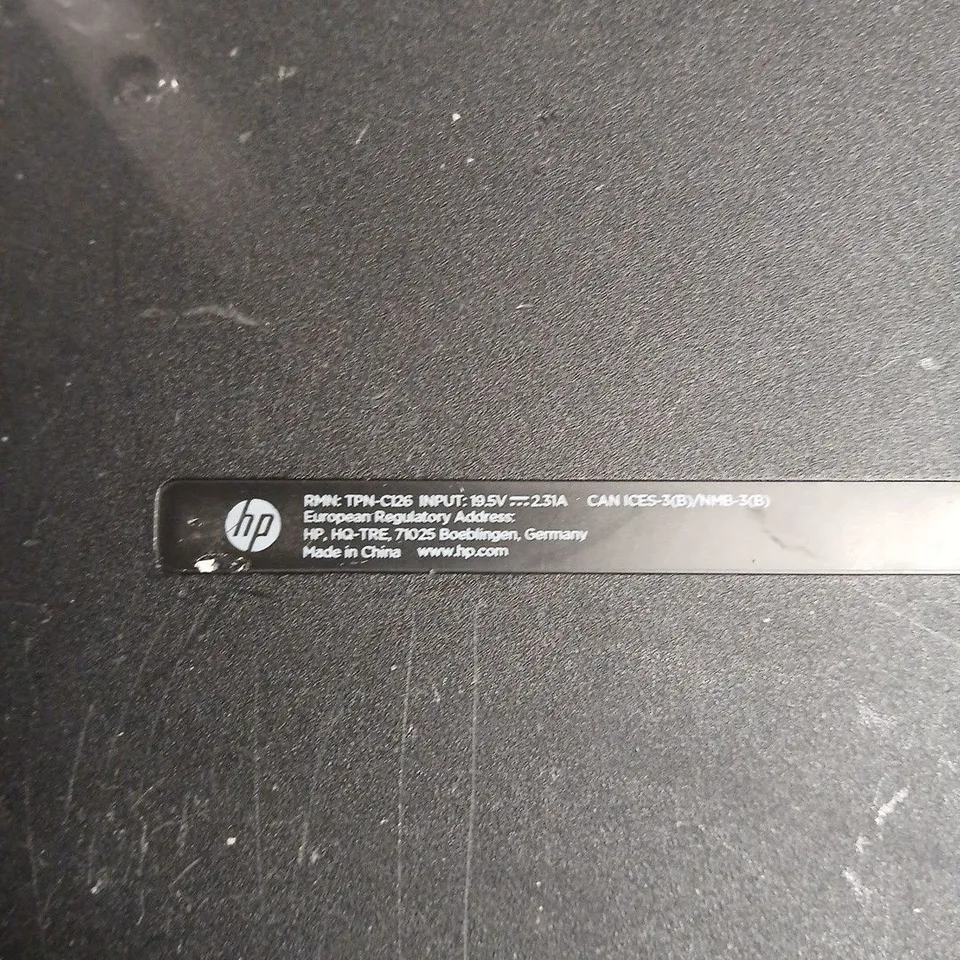 hp
RMN: TPN-C126 INPUT: 19.5V⎓2.31A CAN ICES-3(B)/NMB-3(B)
European Regulatory Address:
HP, HQ-TRE, 71025 Boeblingen, Germany
Made in China www.hp.com